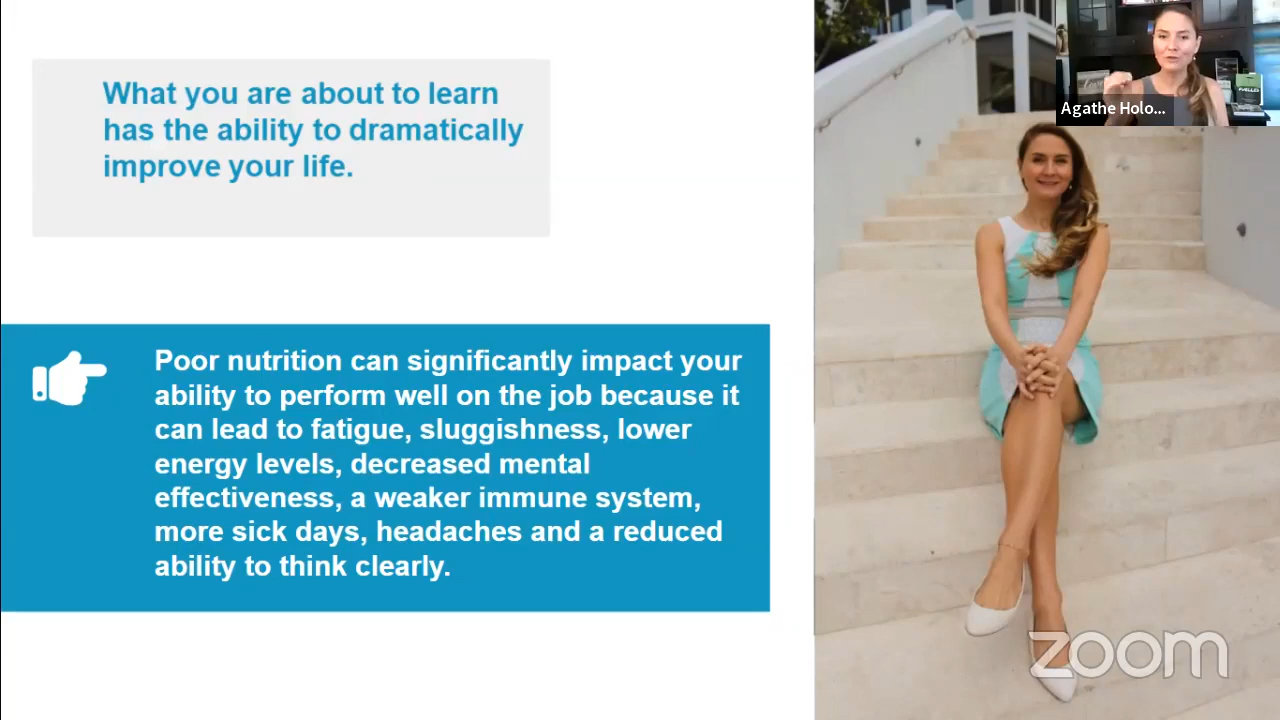 What you are about to learn
has the ability to dramatically
improve your life.
Poor nutrition can significantly impact your
ability to perform well on the job because it
can lead to fatigue, sluggishness, lower
energy levels, decreased mental
effectiveness, a weaker immune system,
more sick days, headaches and a reduced
ability to think clearly.
Agathe Holo...
zoom